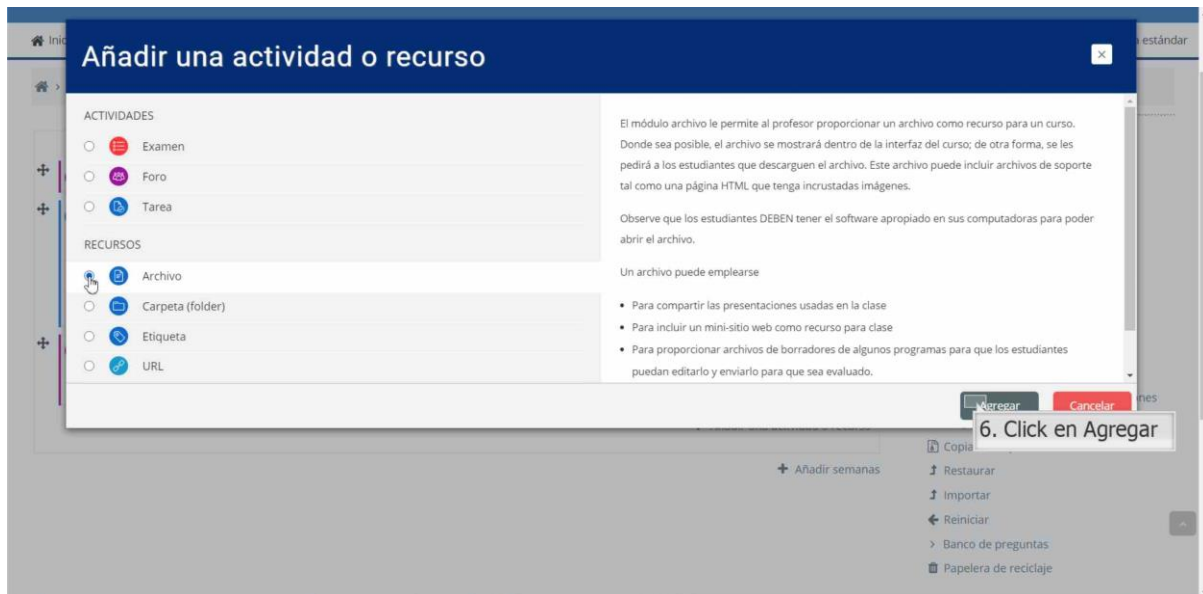 Inic
Añadir una actividad o recurso
×
estándar
ACTIVIDADES
Examen
Foro
Tarea
RECURSOS
Archivo
Carpeta (folder)
Etiqueta
URL
El módulo archivo le permite al profesor proporcionar un archivo como recurso para un curso.
Donde sea posible, el archivo se mostrará dentro de la interfaz del curso; de otra forma, se les
pedirá a los estudiantes que descarguen el archivo. Este archivo puede incluir archivos de soporte
tal como una página HTML que tenga incrustadas imágenes.
Observe que los estudiantes DEBEN tener el software apropiado en sus computadoras para poder
abrir el archivo.
Un archivo puede emplearse
• Para compartir las presentaciones usadas en la clase
• Para incluir un mini-sitio web como recurso para clase
• Para proporcionar archivos de borradores de algunos programas para que los estudiantes
puedan editarlo y enviarlo para que sea evaluado.
Agregar
Cancelar
nes
6. Click en Agregar
Copia
Añadir semanas
Restaurar
Importar
Reiniciar
Banco de preguntas
Papelera de reciclaje